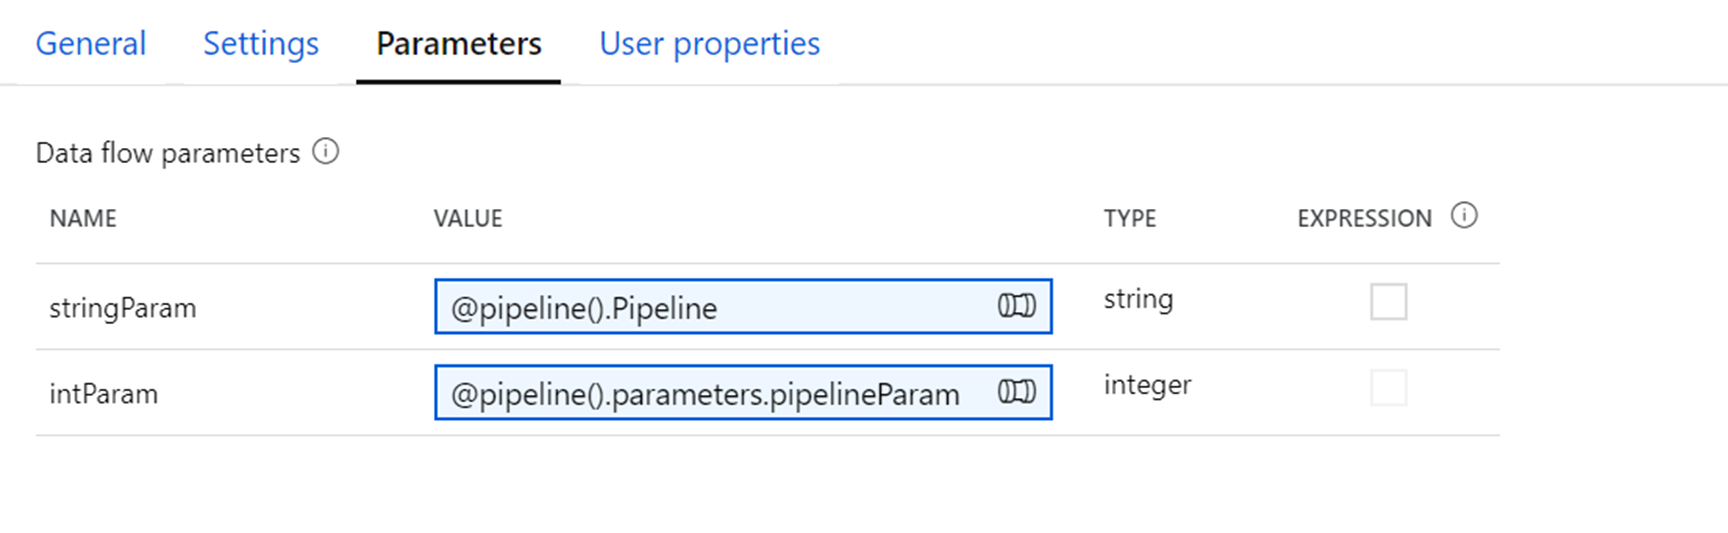 General Settings Parameters User properties
Data flow parameters
NAME VALUE TYPE EXPRESSION
stringParam @pipeline().Pipeline string
intParam @pipeline().parameters.pipelineParam integer